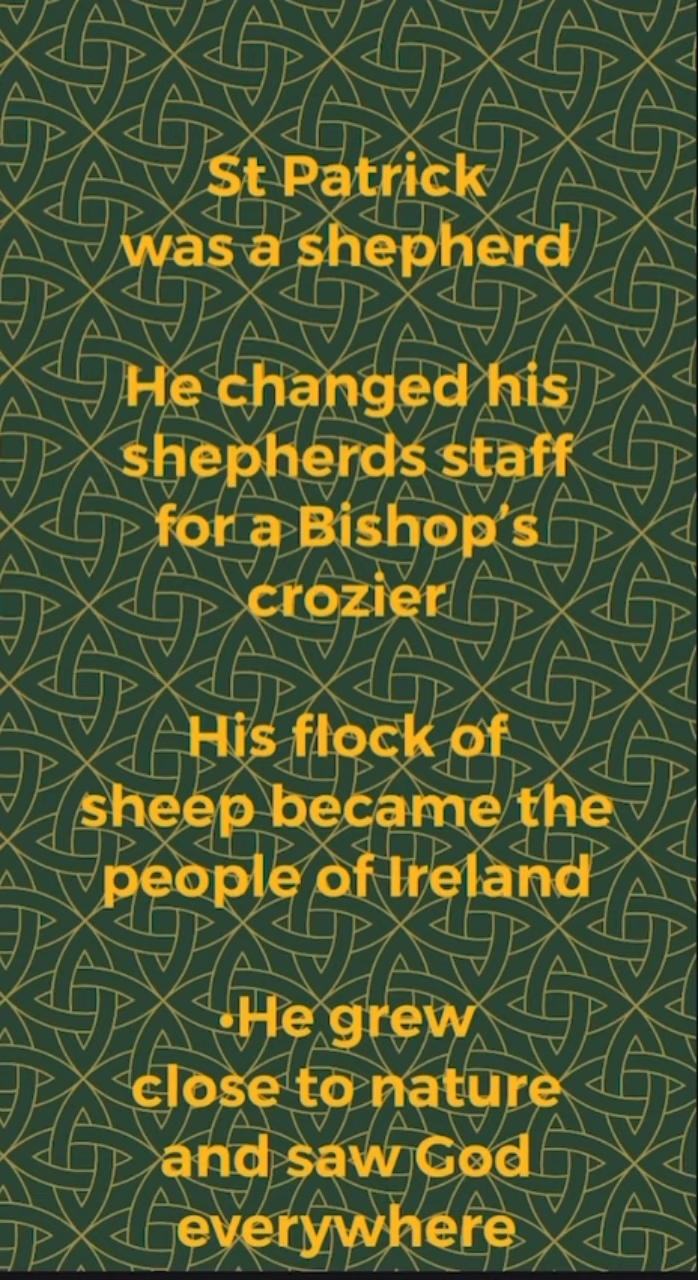 St Patrick
was a shepherd
He changed his
shepherds staff
for a Bishop’s
crozier
His flock of
sheep became the
people of Ireland
•He grew
close to nature
and saw God
everywhere